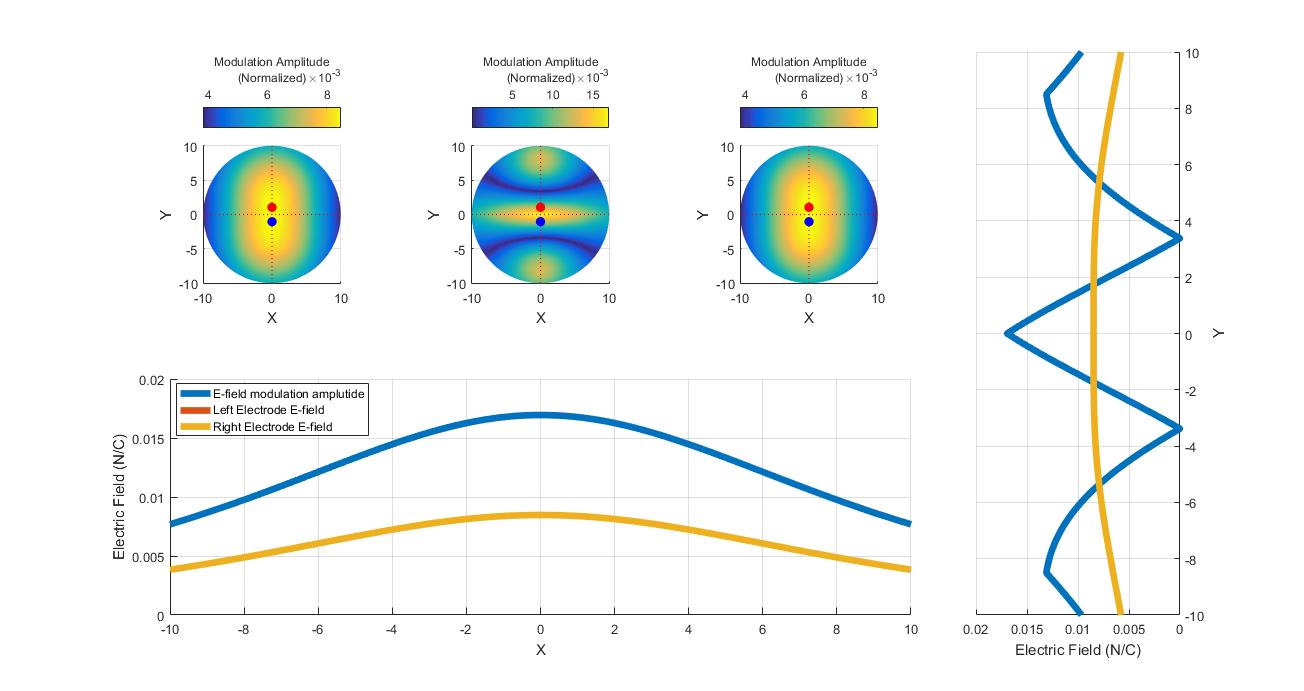 Modulation Amplitude
(Normalized) ×10-3
4 6 8
10
5
0
-5
-10
Y
-10 0 10
X
Modulation Amplitude
(Normalized) ×10-3
5 10 15
10
5
0
-5
-10
Y
-10 0 10
X
Modulation Amplitude
(Normalized) ×10-3
4 6 8
10
5
0
-5
-10
Y
-10 0 10
X
10
8
6
4
2
0
-2
-4
-6
-8
-10
Y
0.02 0.015 0.01 0.005 0
Electric Field (N/C)
E-field modulation amplutide
Left Electrode E-field
Right Electrode E-field
0.02
0.015
0.01
0.005
0
Electric Field (N/C)
-10 -8 -6 -4 -2 0 2 4 6 8 10
X